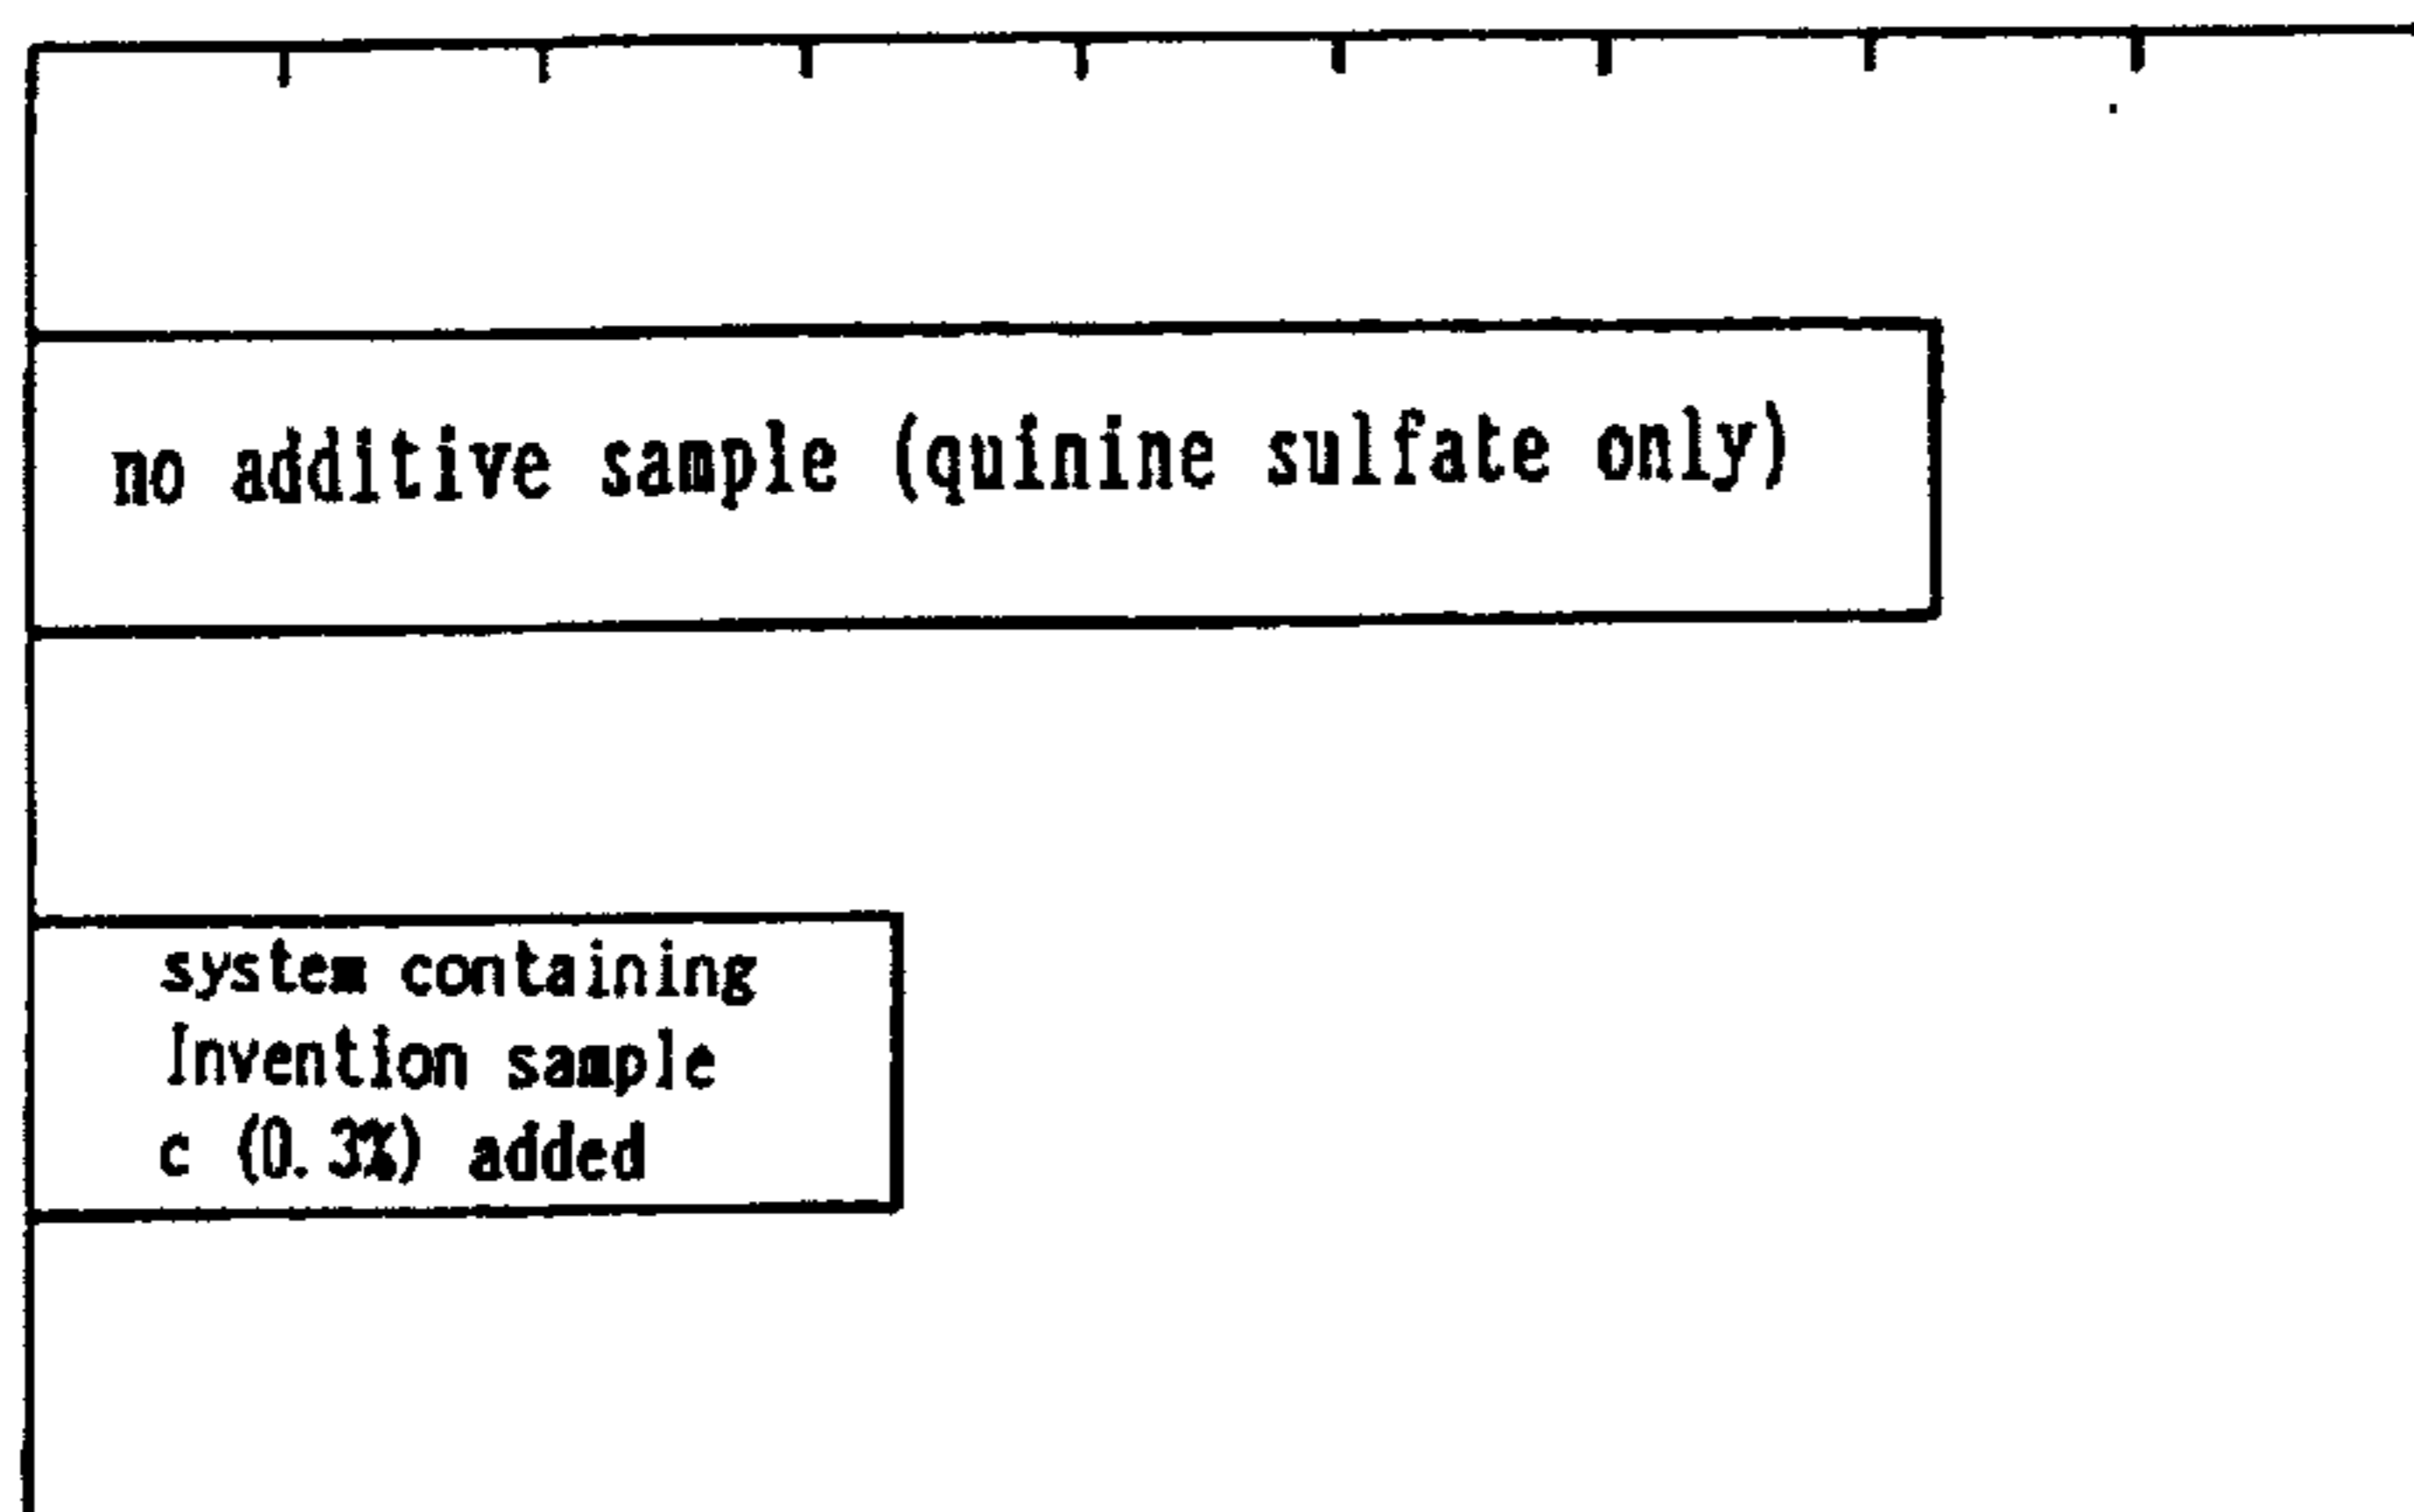 no additive sample (quinine sulfate only)
system containing
Invention sample
c (0.3%) added